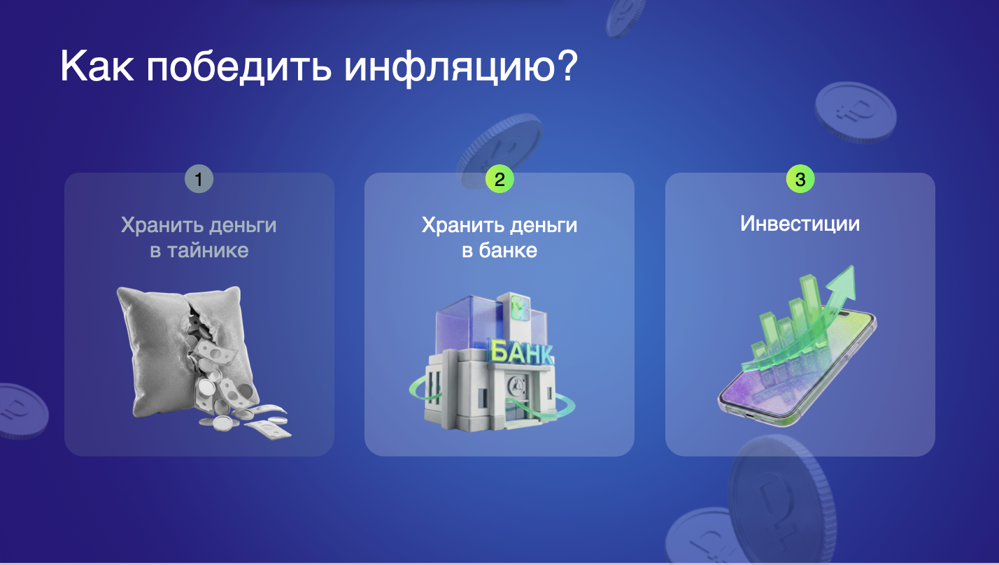 Как победить инфляцию?
1
Хранить деньги
в тайнике
2
Хранить деньги
в банке
БАНК
3
Инвестиции